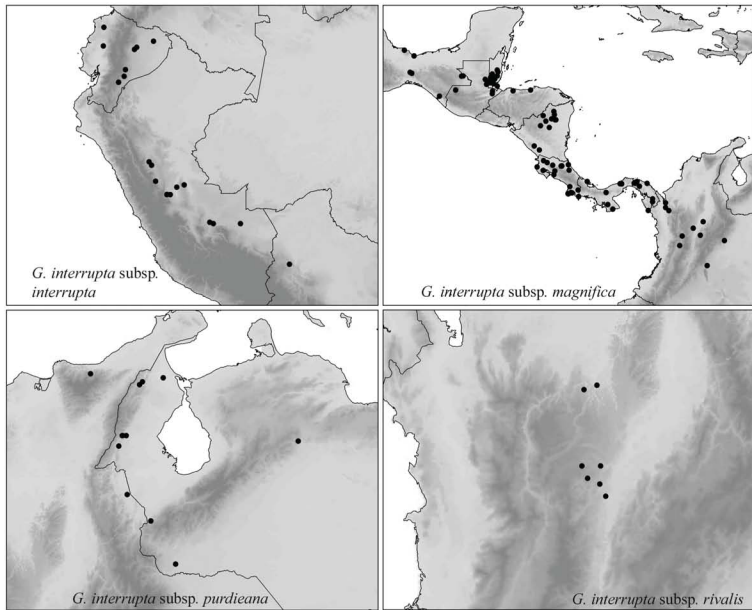 G. interrupta subsp.
interrupta
G. interrupta subsp. magnifica
G. interrupta subsp. purdieana
G. interrupta subsp. rivalis